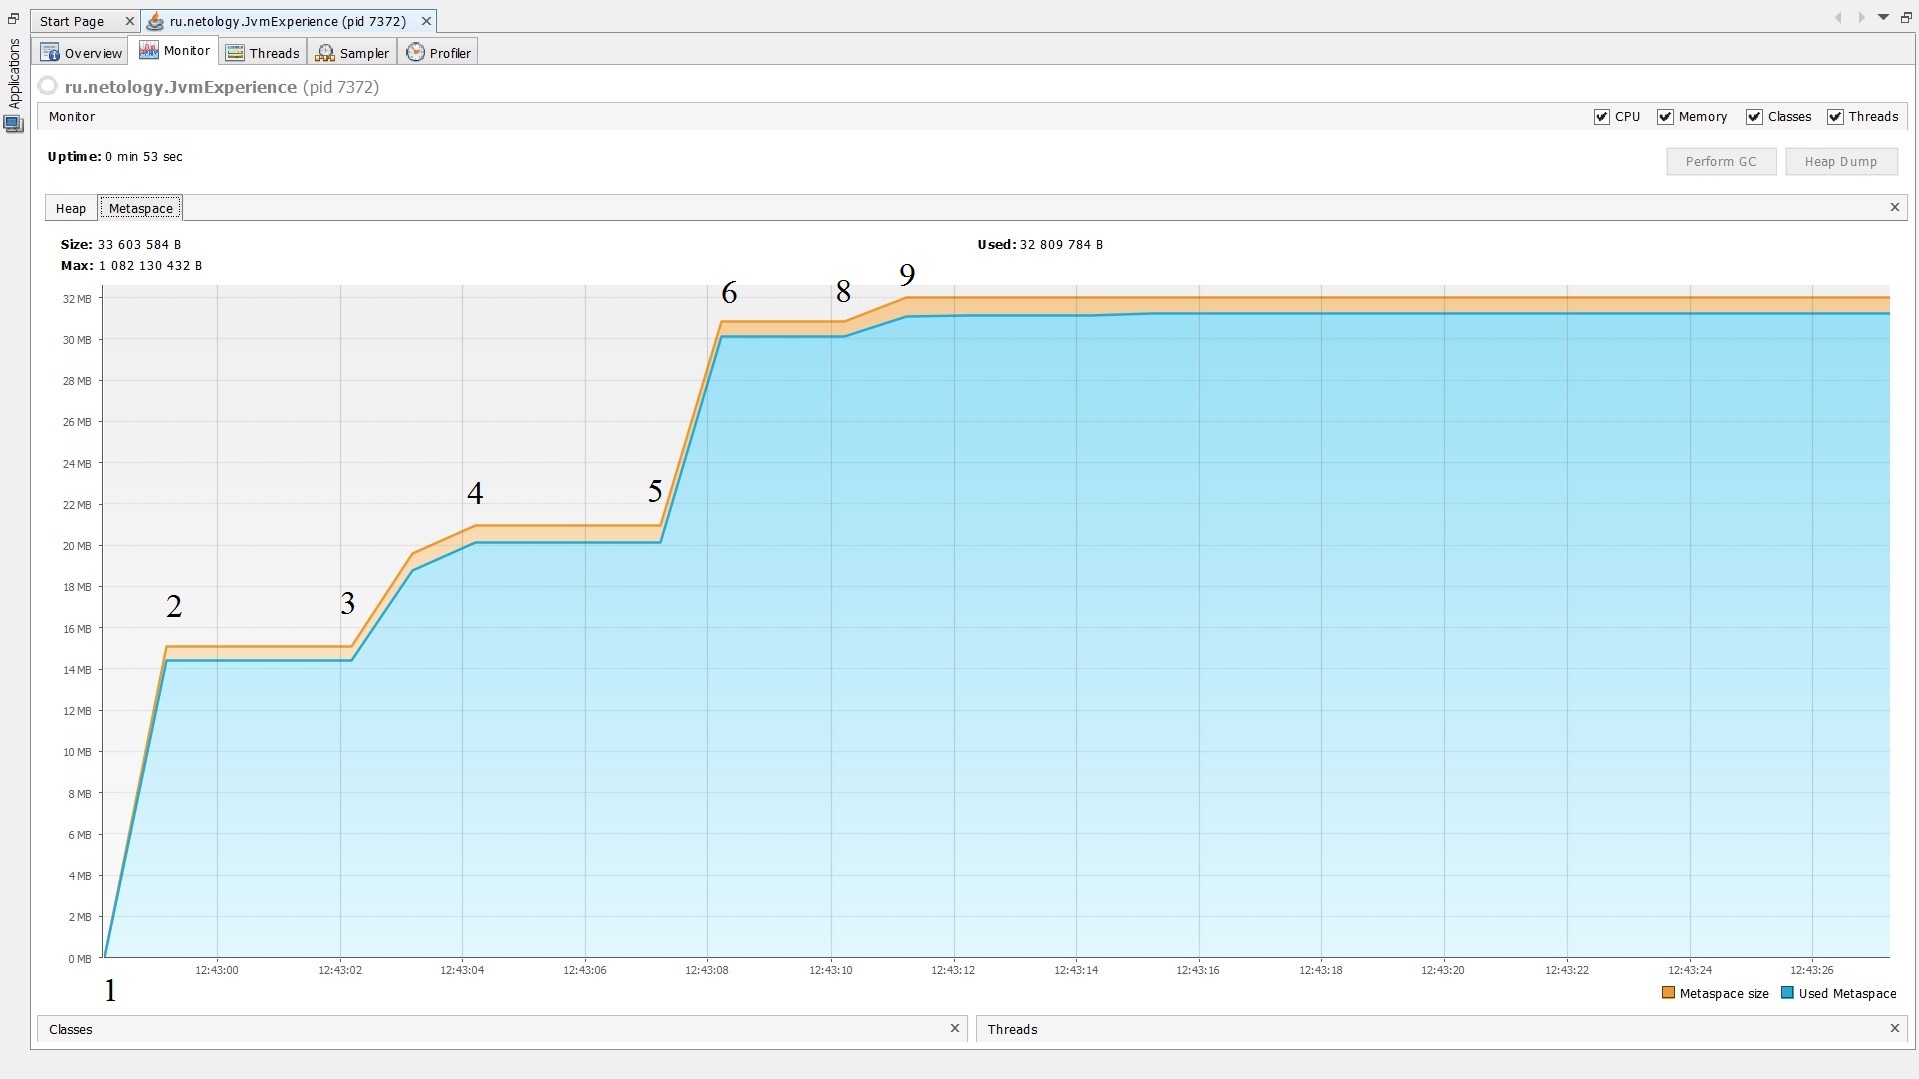 Start Page
ru.netology.JvmExperience (pid 7372)
Applications
Overview Monitor Threads Sampler Profiler
ru.netology.JvmExperience (pid 7372)
Monitor
CPU Memory Classes Threads
Uptime: 0 min 53 sec
Perform GC Heap Dump
Heap Metaspace
Size: 33 603 584 B
Used: 32 809 784 B
Max: 1 082 130 432 B
32 MB
30 MB
28 MB
26 MB
24 MB
22 MB
20 MB
18 MB
16 MB
14 MB
12 MB
10 MB
8 MB
6 MB
4 MB
2 MB
0 MB
1
2
3
4
5
6
8
9
12:43:00 12:43:02 12:43:04 12:43:06 12:43:08 12:43:10 12:43:12 12:43:14 12:43:16 12:43:18 12:43:20 12:43:22 12:43:24 12:43:26
Metaspace size Used Metaspace
Classes
Threads